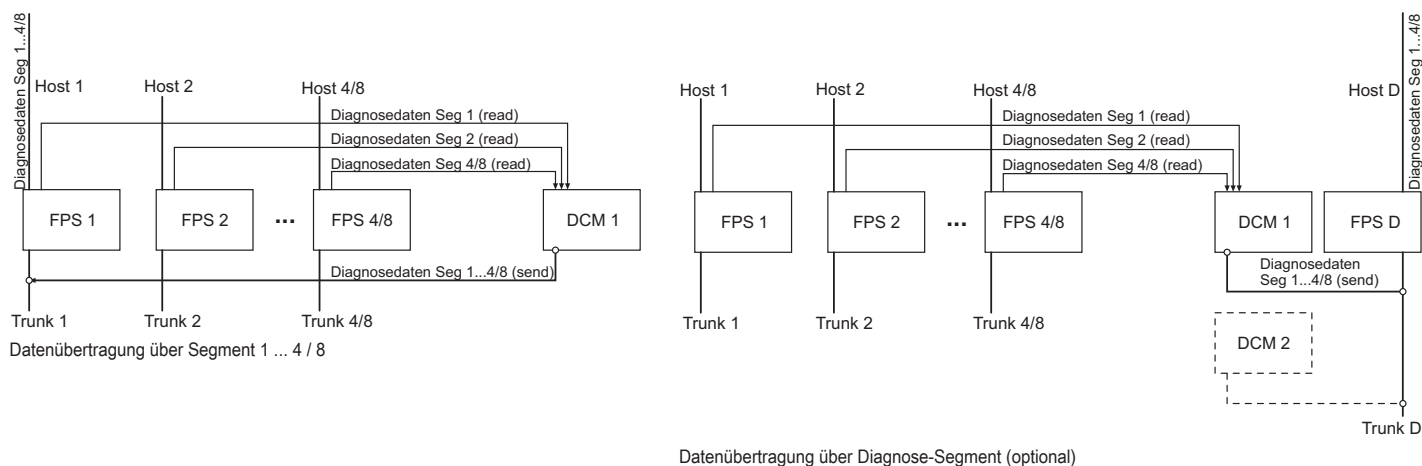 Diagnosedaten Seg 1...4/8
Host 1
Host 2
Host 4/8
Diagnosedaten Seg 1 (read)
Diagnosedaten Seg 2 (read)
Diagnosedaten Seg 4/8 (read)
FPS 1
FPS 2
...
FPS 4/8
DCM 1
Diagnosedaten Seg 1...4/8 (send)
Trunk 1
Trunk 2
Trunk 4/8
Datenübertragung über Segment 1 ... 4 / 8
Host 1
Host 2
Host 4/8
Host D
Diagnosedaten Seg 1...4/8
Diagnosedaten Seg 1 (read)
Diagnosedaten Seg 2 (read)
Diagnosedaten Seg 4/8 (read)
FPS 1
FPS 2
...
FPS 4/8
DCM 1
FPS D
Diagnosedaten
Seg 1...4/8 (send)
Trunk 1
Trunk 2
Trunk 4/8
DCM 2
Trunk D
Datenübertragung über Diagnose-Segment (optional)